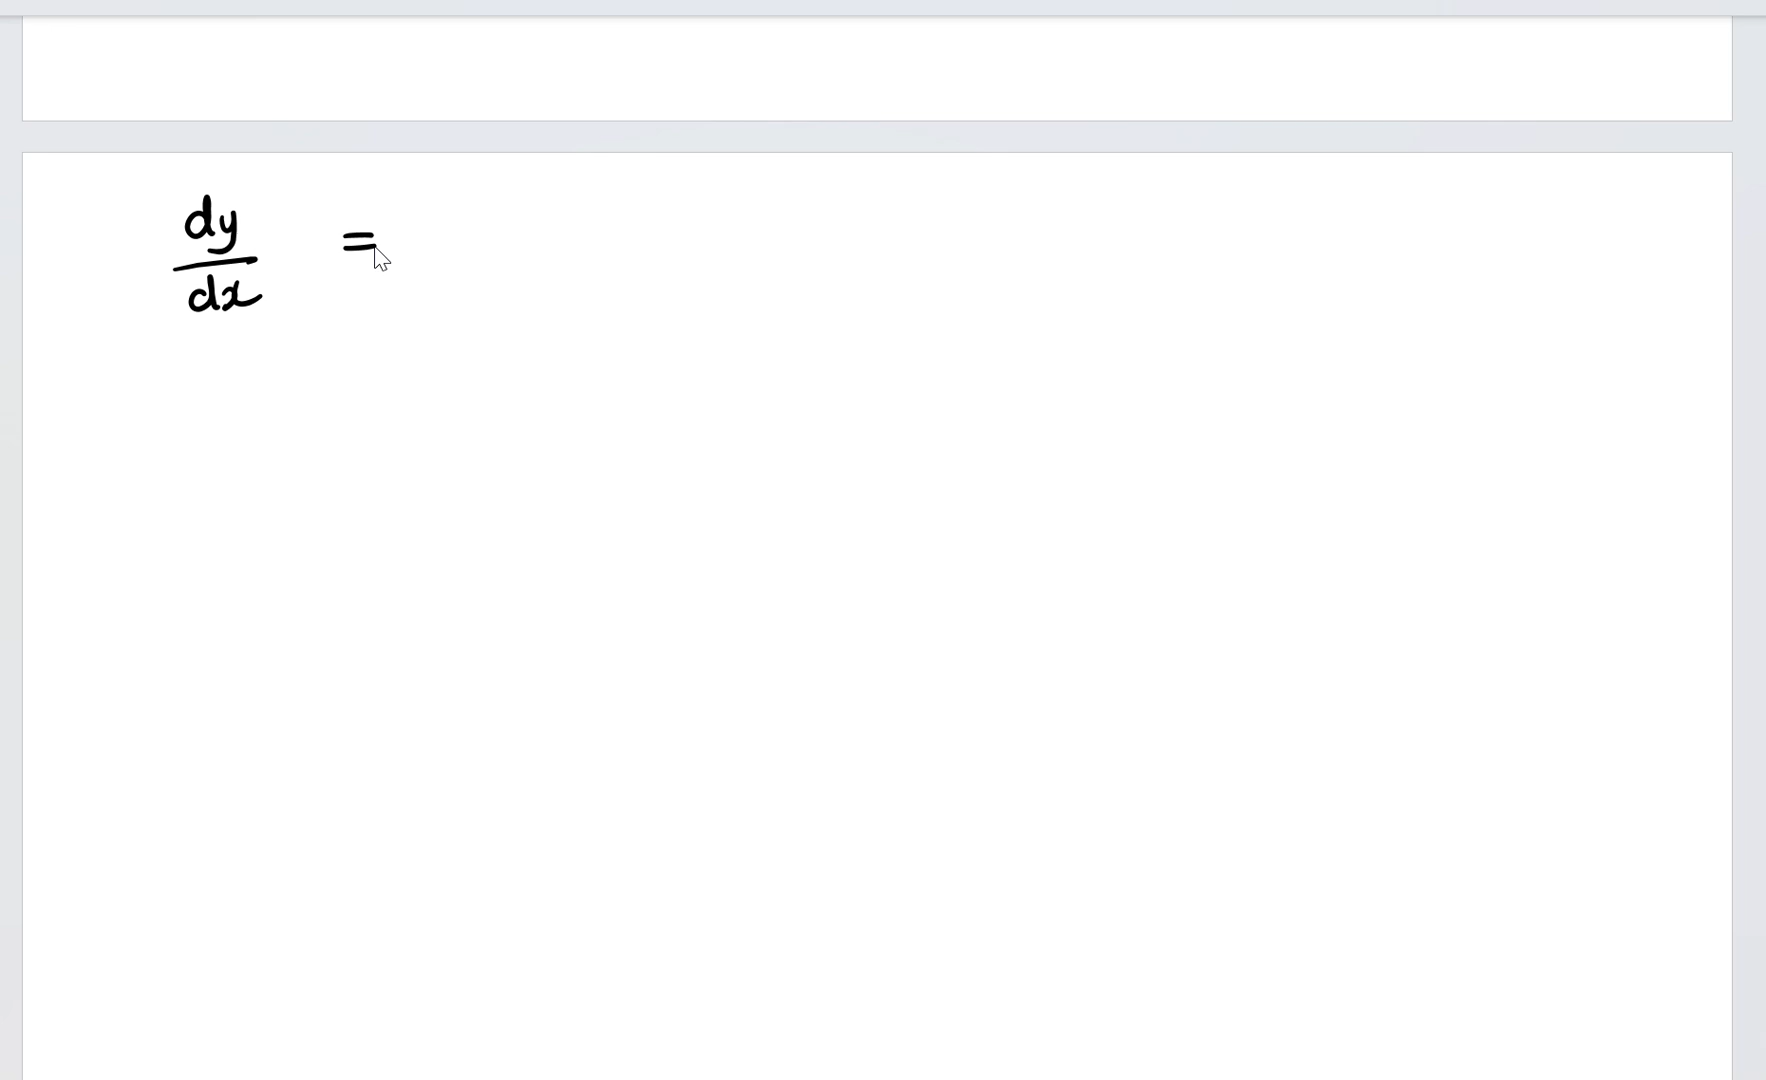 dy/dx =